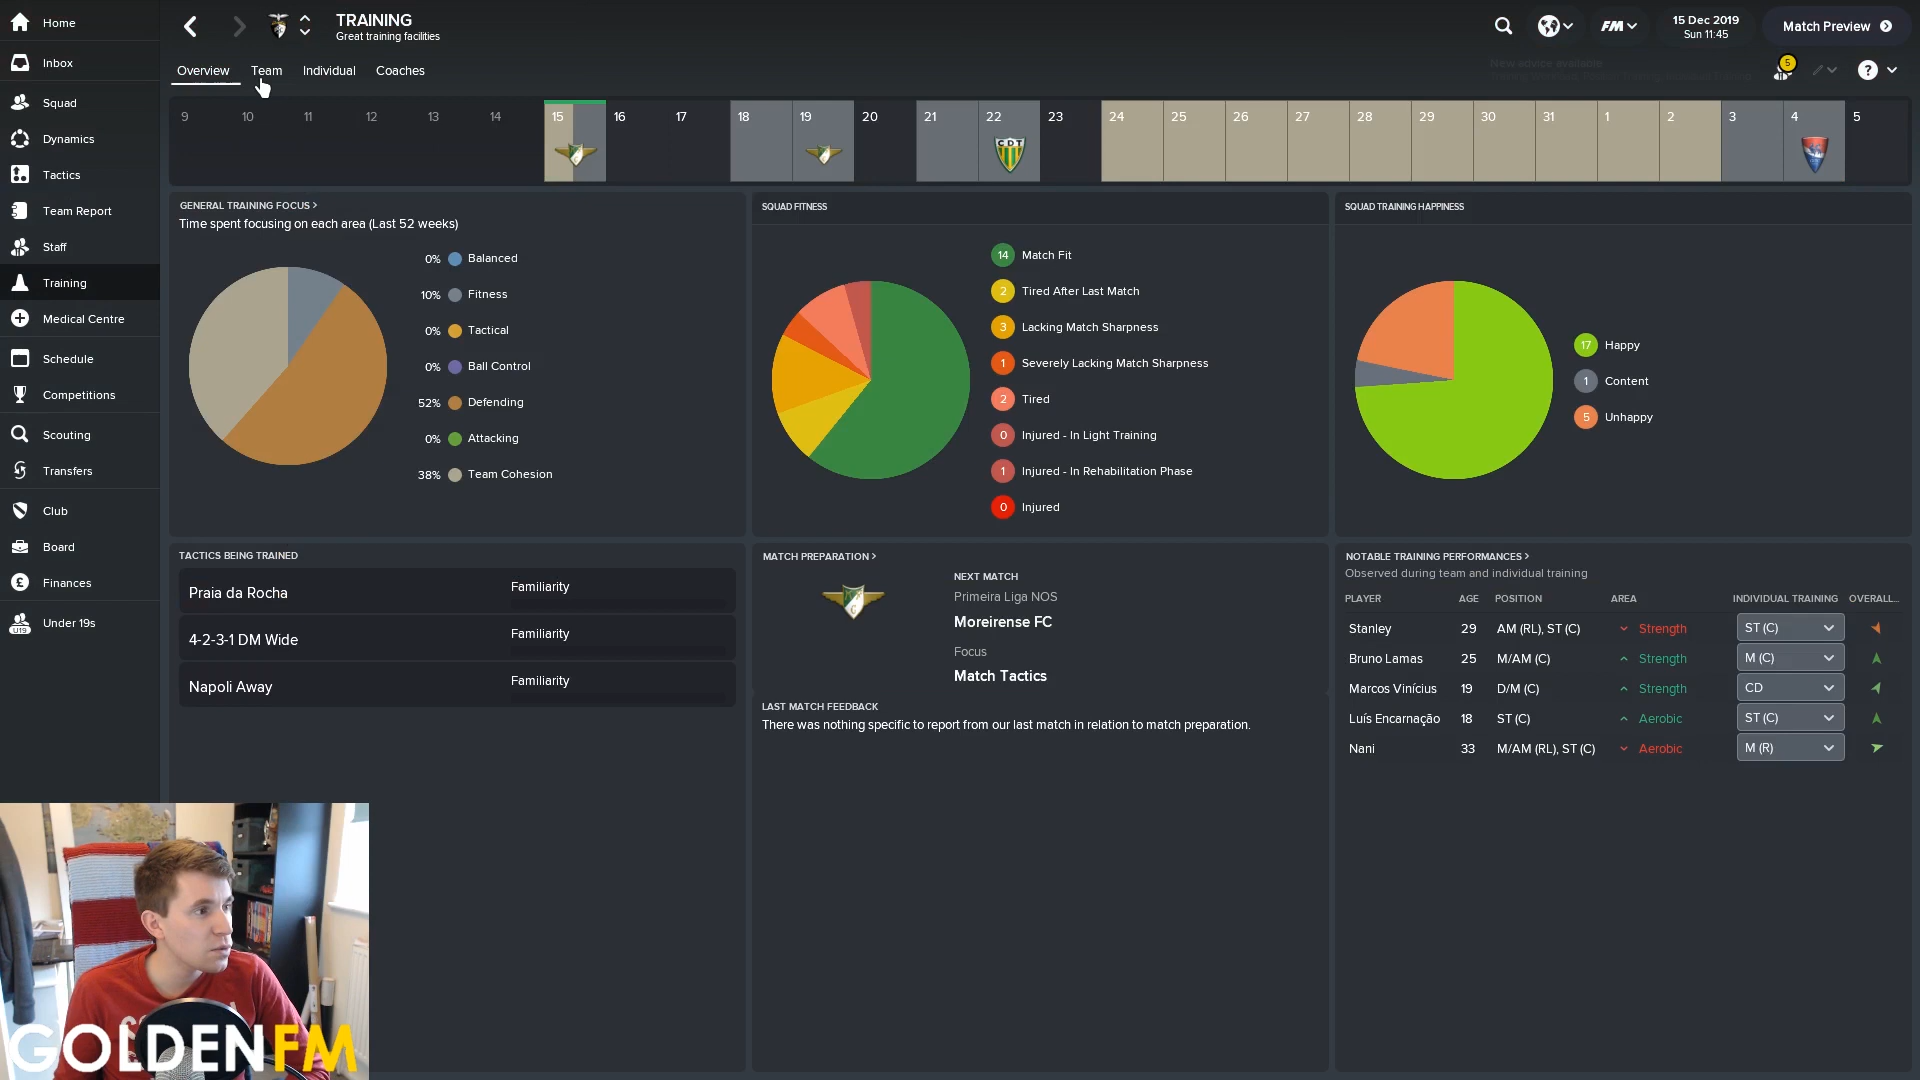 Home
Inbox
Squad
Dynamics
Tactics
Team Report
Staff
Training
Medical Centre
Schedule
Competitions
Scouting
Transfers
Club
Board
Finances
U19
Under 19s
TRAINING
Great training facilities
FM
15 Dec 2019
Sun 11:45
Match Preview
Overview
Team
Individual
Coaches
New advice available
5
?
9 10 11 12 13 14 15 16 17 18 19 20 21 22 23 24 25 26 27 28 29 30 31 1 2 3 4 5
CDT
GENERAL TRAINING FOCUS >
Time spent focusing on each area (Last 52 weeks)
0% Balanced
10% Fitness
0% Tactical
0% Ball Control
52% Defending
0% Attacking
38% Team Cohesion
SQUAD FITNESS
14 Match Fit
2 Tired After Last Match
3 Lacking Match Sharpness
1 Severely Lacking Match Sharpness
2 Tired
0 Injured - In Light Training
1 Injured - In Rehabilitation Phase
0 Injured
SQUAD TRAINING HAPPINESS
17 Happy
1 Content
5 Unhappy
TACTICS BEING TRAINED
Praia da Rocha Familiarity
4-2-3-1 DM Wide Familiarity
Napoli Away Familiarity
MATCH PREPARATION >
NEXT MATCH
Primeira Liga NOS
Moreirense FC
Focus
Match Tactics
LAST MATCH FEEDBACK
There was nothing specific to report from our last match in relation to match preparation.
NOTABLE TRAINING PERFORMANCES >
Observed during team and individual training
PLAYER AGE POSITION AREA INDIVIDUAL TRAINING OVERALL...
Stanley 29 AM (RL), ST (C) Strength ST (C)
Bruno Lamas 25 M/AM (C) Strength M (C)
Marcos Vinícius 19 D/M (C) Strength CD
Luís Encarnação 18 ST (C) Aerobic ST (C)
Nani 33 M/AM (RL), ST (C) Aerobic M (R)
GOLDENFM